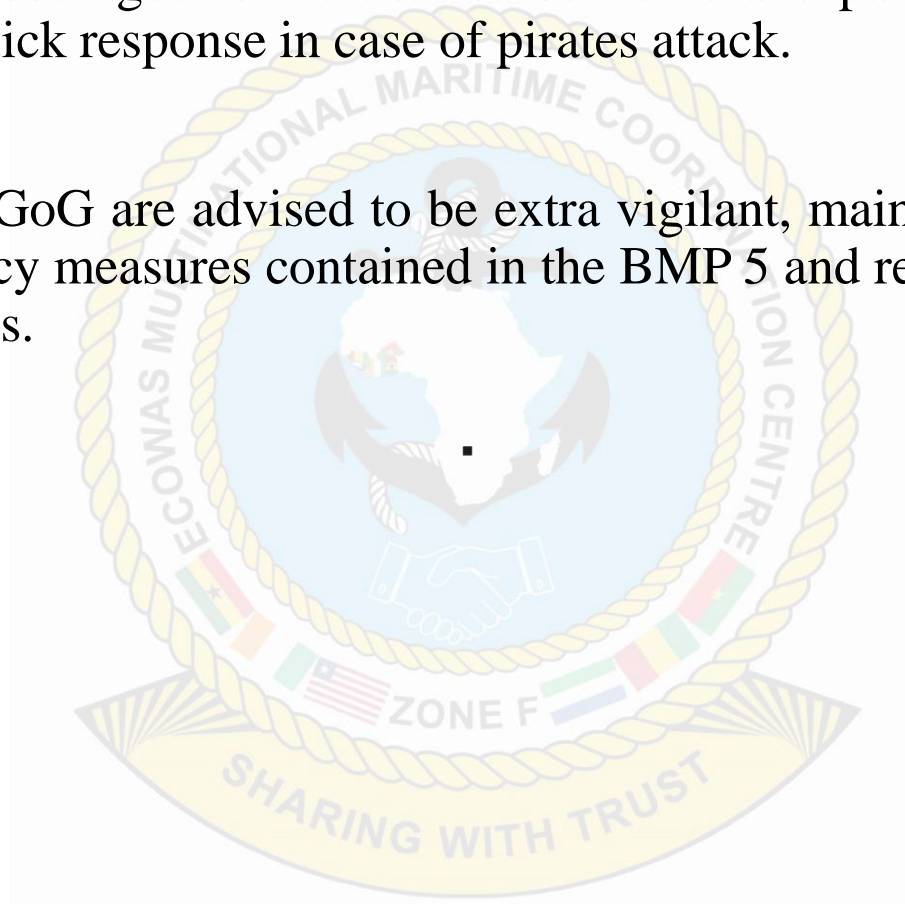 ick response in case of pirates attack.
GoG are advised to be extra vigilant, main
cy measures contained in the BMP 5 and re
s.
ECOWAS MULTINATIONAL MARITIME COORDINATION CENTRE
ZONE F
SHARING WITH TRUST